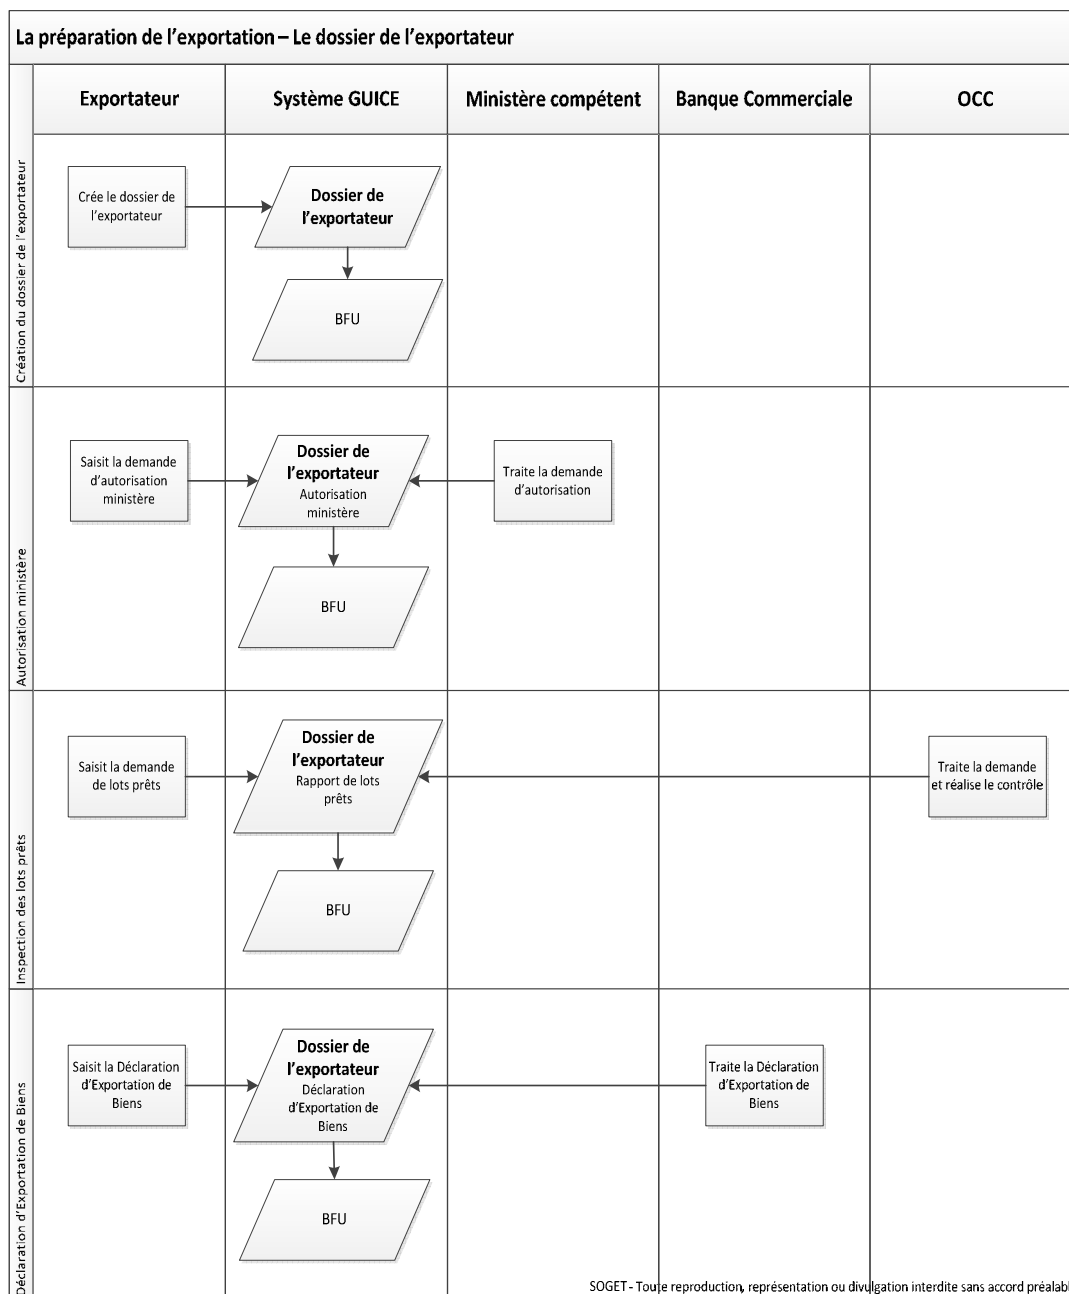 La préparation de l'exportation – Le dossier de l'exportateur
Exportateur
Système GUICE
Ministère compétent
Banque Commerciale
OCC
Création du dossier de l'exportateur
Crée le dossier de
l'exportateur
Dossier de
l'exportateur
BFU
Autorisation ministère
Saisit la demande
d'autorisation
ministère
Dossier de
l'exportateur
Autorisation
ministère
Traite la demande
d'autorisation
BFU
Inspection des lots prêts
Saisit la demande
de lots prêts
Dossier de
l'exportateur
Rapport de lots
prêts
Traite la demande
et réalise le contrôle
BFU
Déclaration d'Exportation de Biens
Saisit la Déclaration
d'Exportation de
Biens
Dossier de
l'exportateur
Déclaration
d'Exportation de
Biens
Traite la Déclaration
d'Exportation de
Biens
BFU
SOGET - Toute reproduction, représentation ou divulgation interdite sans accord préalabl